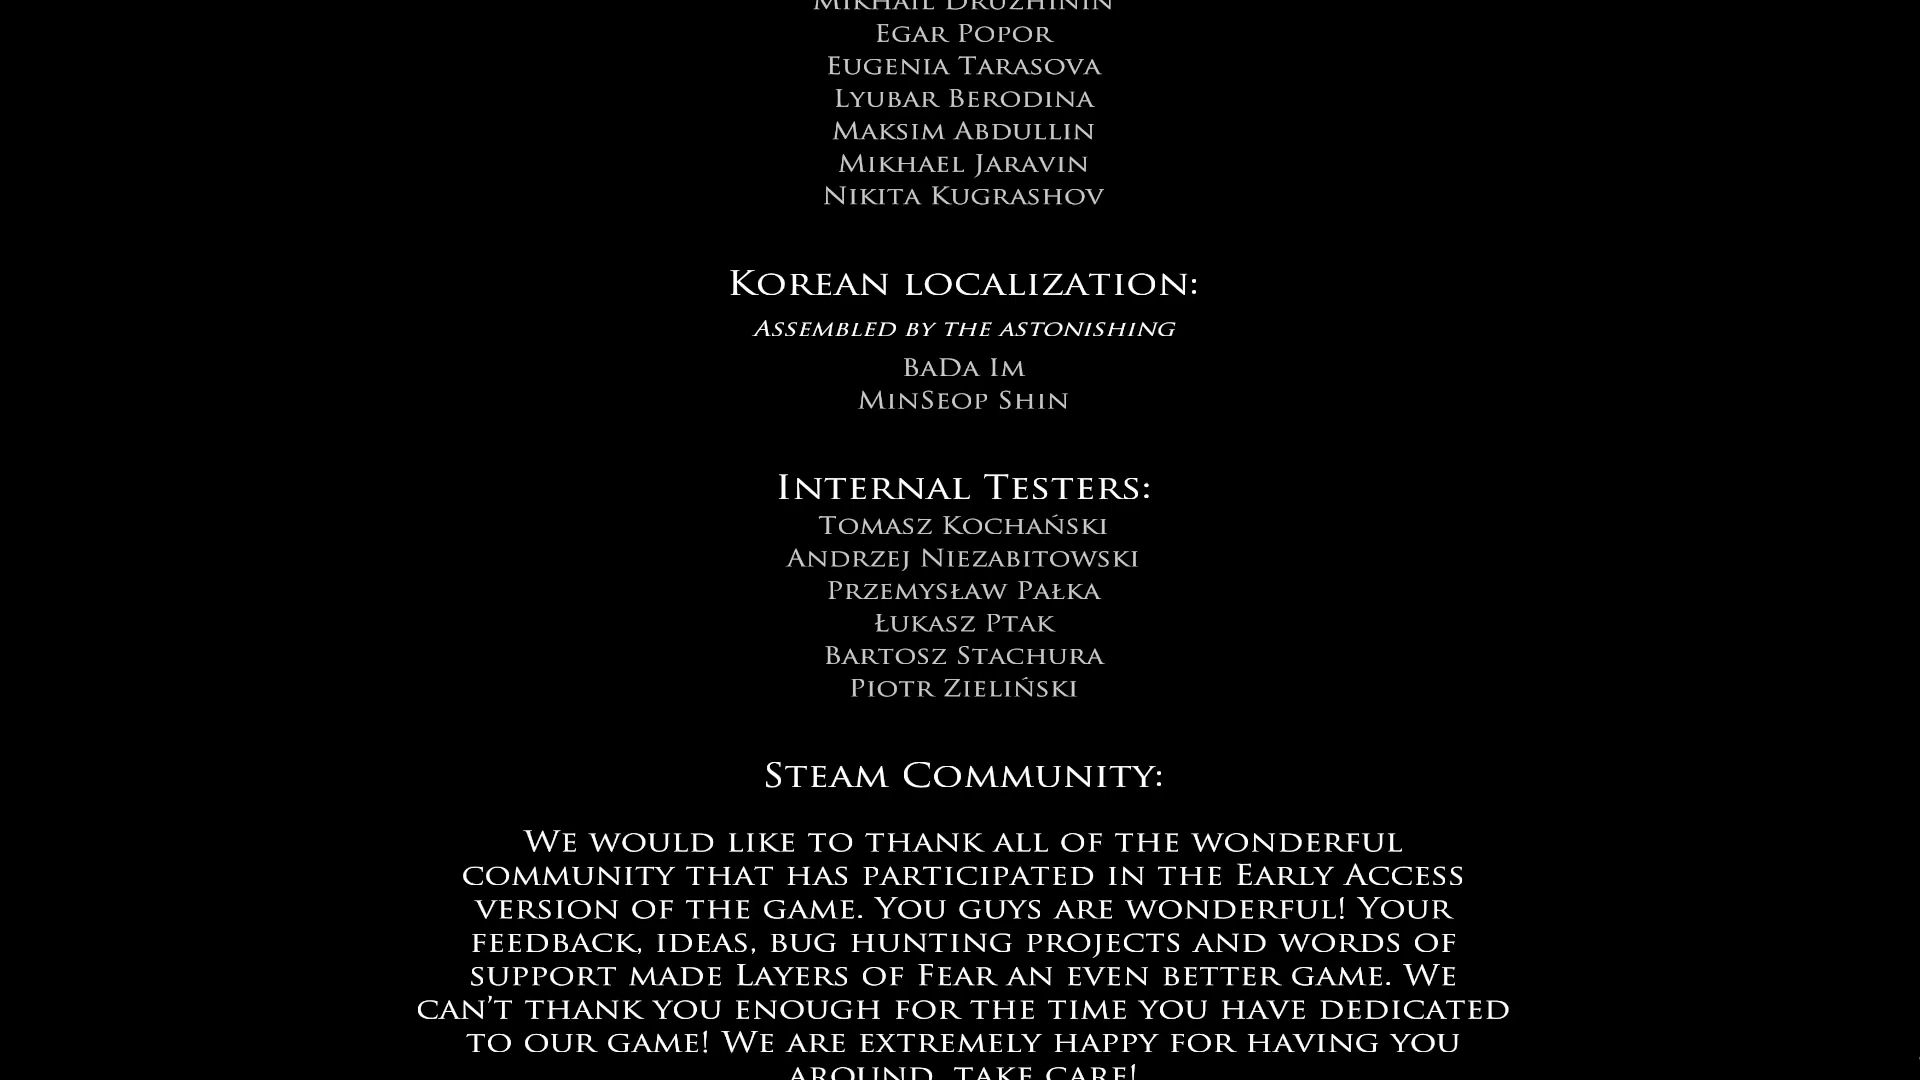 Mikhail Druzhinin
Egar Popor
Eugenia Tarasova
Lyubar Berodina
Maksim Abdullin
Mikhael Jaravin
Nikita Kugrashov
Korean localization:
Assembled by the astonishing
BaDa Im
MinSeop Shin
Internal Testers:
Tomasz Kochański
Andrzej Niezabitowski
Przemysław Pałka
Łukasz Ptak
Bartosz Stachura
Piotr Zieliński
Steam Community:
We would like to thank all of the wonderful
community that has participated in the Early Access
version of the game. You guys are wonderful! Your
feedback, ideas, bug hunting projects and words of
support made Layers of Fear an even better game. We
can't thank you enough for the time you have dedicated
to our game! We are extremely happy for having you
around, take care!